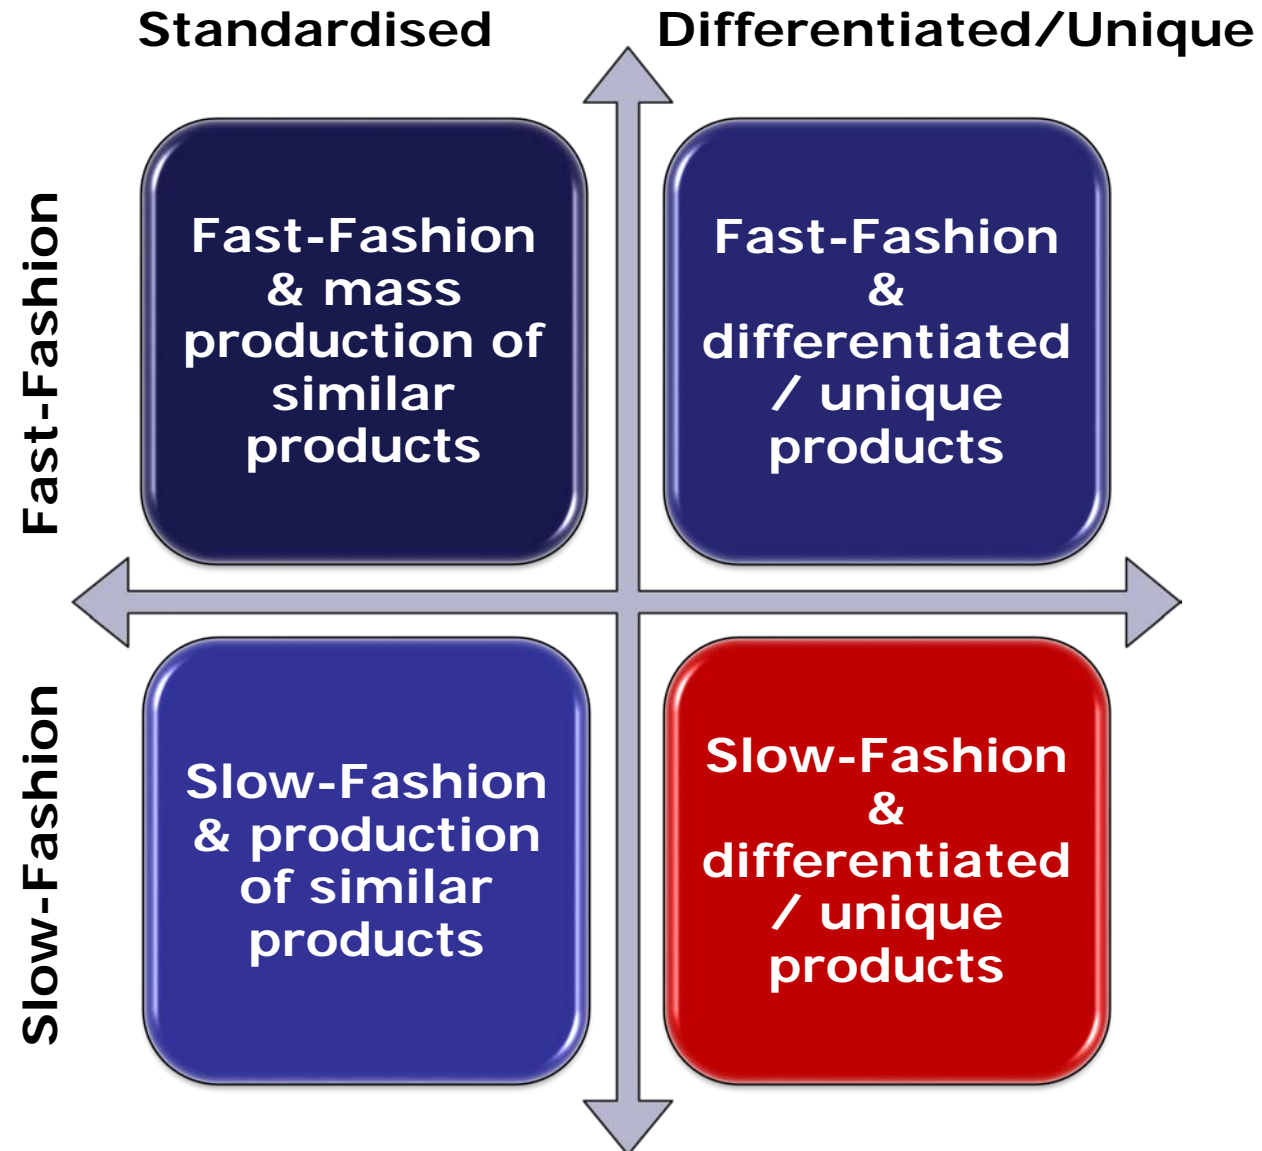 Standardised
Differentiated/Unique
Fast-Fashion
Fast-Fashion
& mass
production of
similar
products
Fast-Fashion
&
differentiated
/ unique
products
Slow-Fashion
Slow-Fashion
& production
of similar
products
Slow-Fashion
&
differentiated
/ unique
products